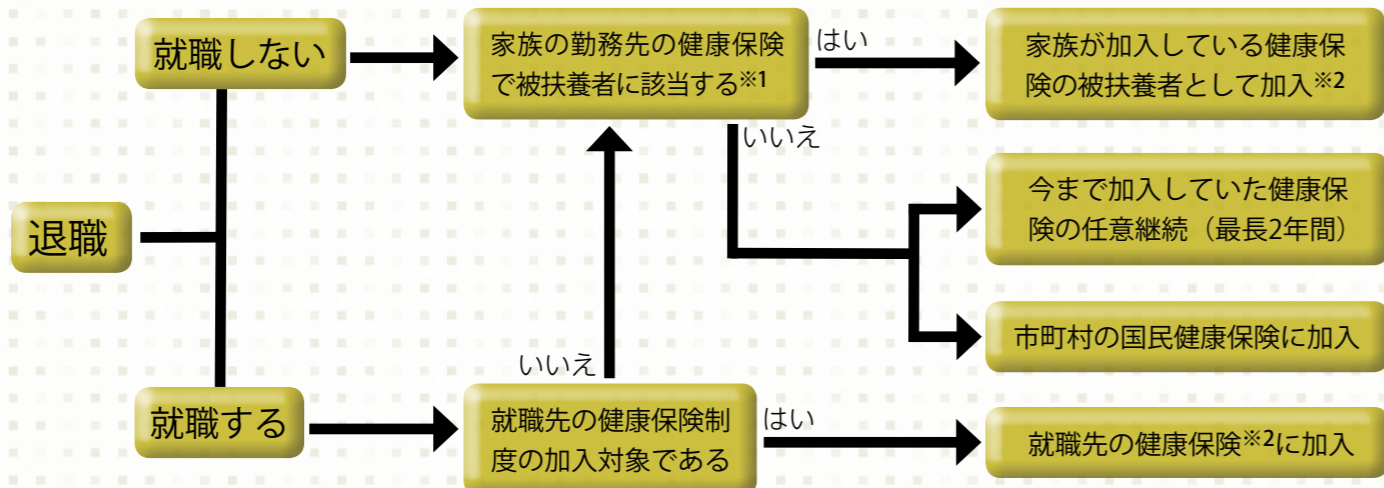 退職
就職しない
家族の勤務先の健康保険
で被扶養者に該当する※1
はい
家族が加入している健康保
険の被扶養者として加入※2
いいえ
今まで加入していた健康保
険の任意継続（最長2年間）
市町村の国民健康保険に加入
いいえ
就職する
就職先の健康保険制
度の加入対象である
はい
就職先の健康保険※2に加入